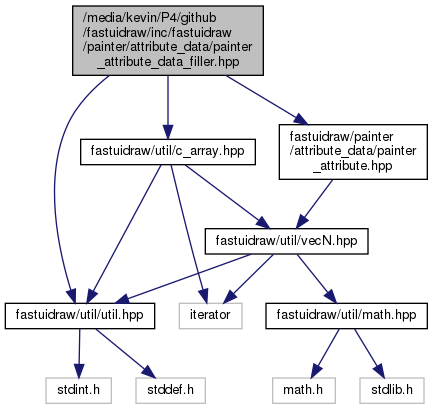 /media/kevin/P4/github
/fastuidraw/inc/fastuidraw
/painter/attribute_data/painter
_attribute_data_filler.hpp
fastuidraw/util/c_array.hpp
fastuidraw/painter
/attribute_data/painter
_attribute.hpp
fastuidraw/util/vecN.hpp
fastuidraw/util/util.hpp
iterator
fastuidraw/util/math.hpp
stdint.h
stddef.h
math.h
stdlib.h